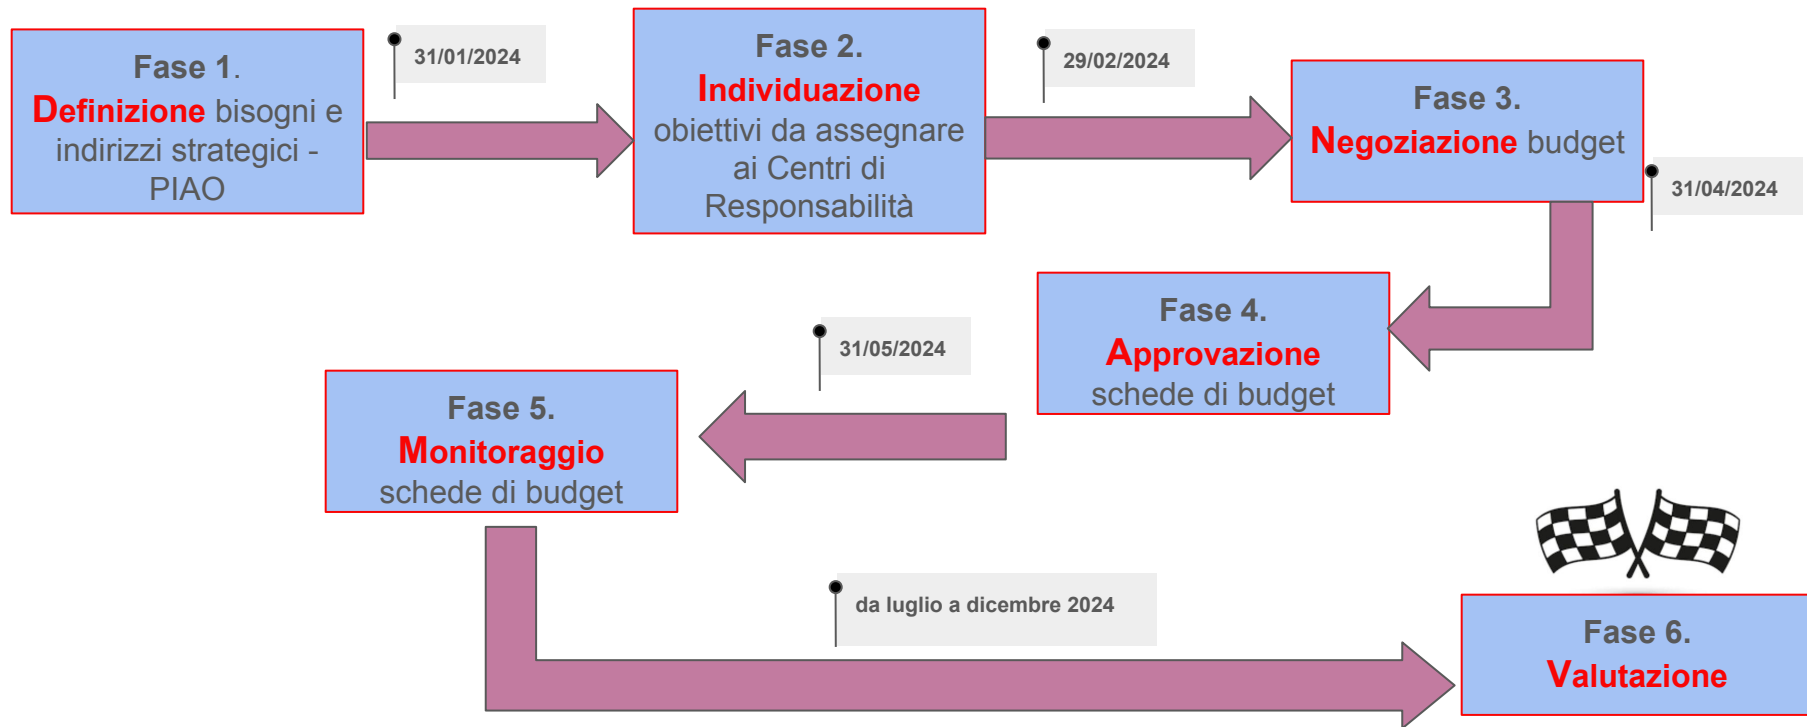 Fase 1.
Definizione bisogni e
indirizzi strategici -
PIAO
31/01/2024
Fase 2.
Individuazione
obiettivi da assegnare
ai Centri di
Responsabilità
29/02/2024
Fase 3.
Negoziazione budget
31/04/2024
Fase 4.
Approvazione
schede di budget
31/05/2024
Fase 5.
Monitoraggio
schede di budget
da luglio a dicembre 2024
Fase 6.
Valutazione